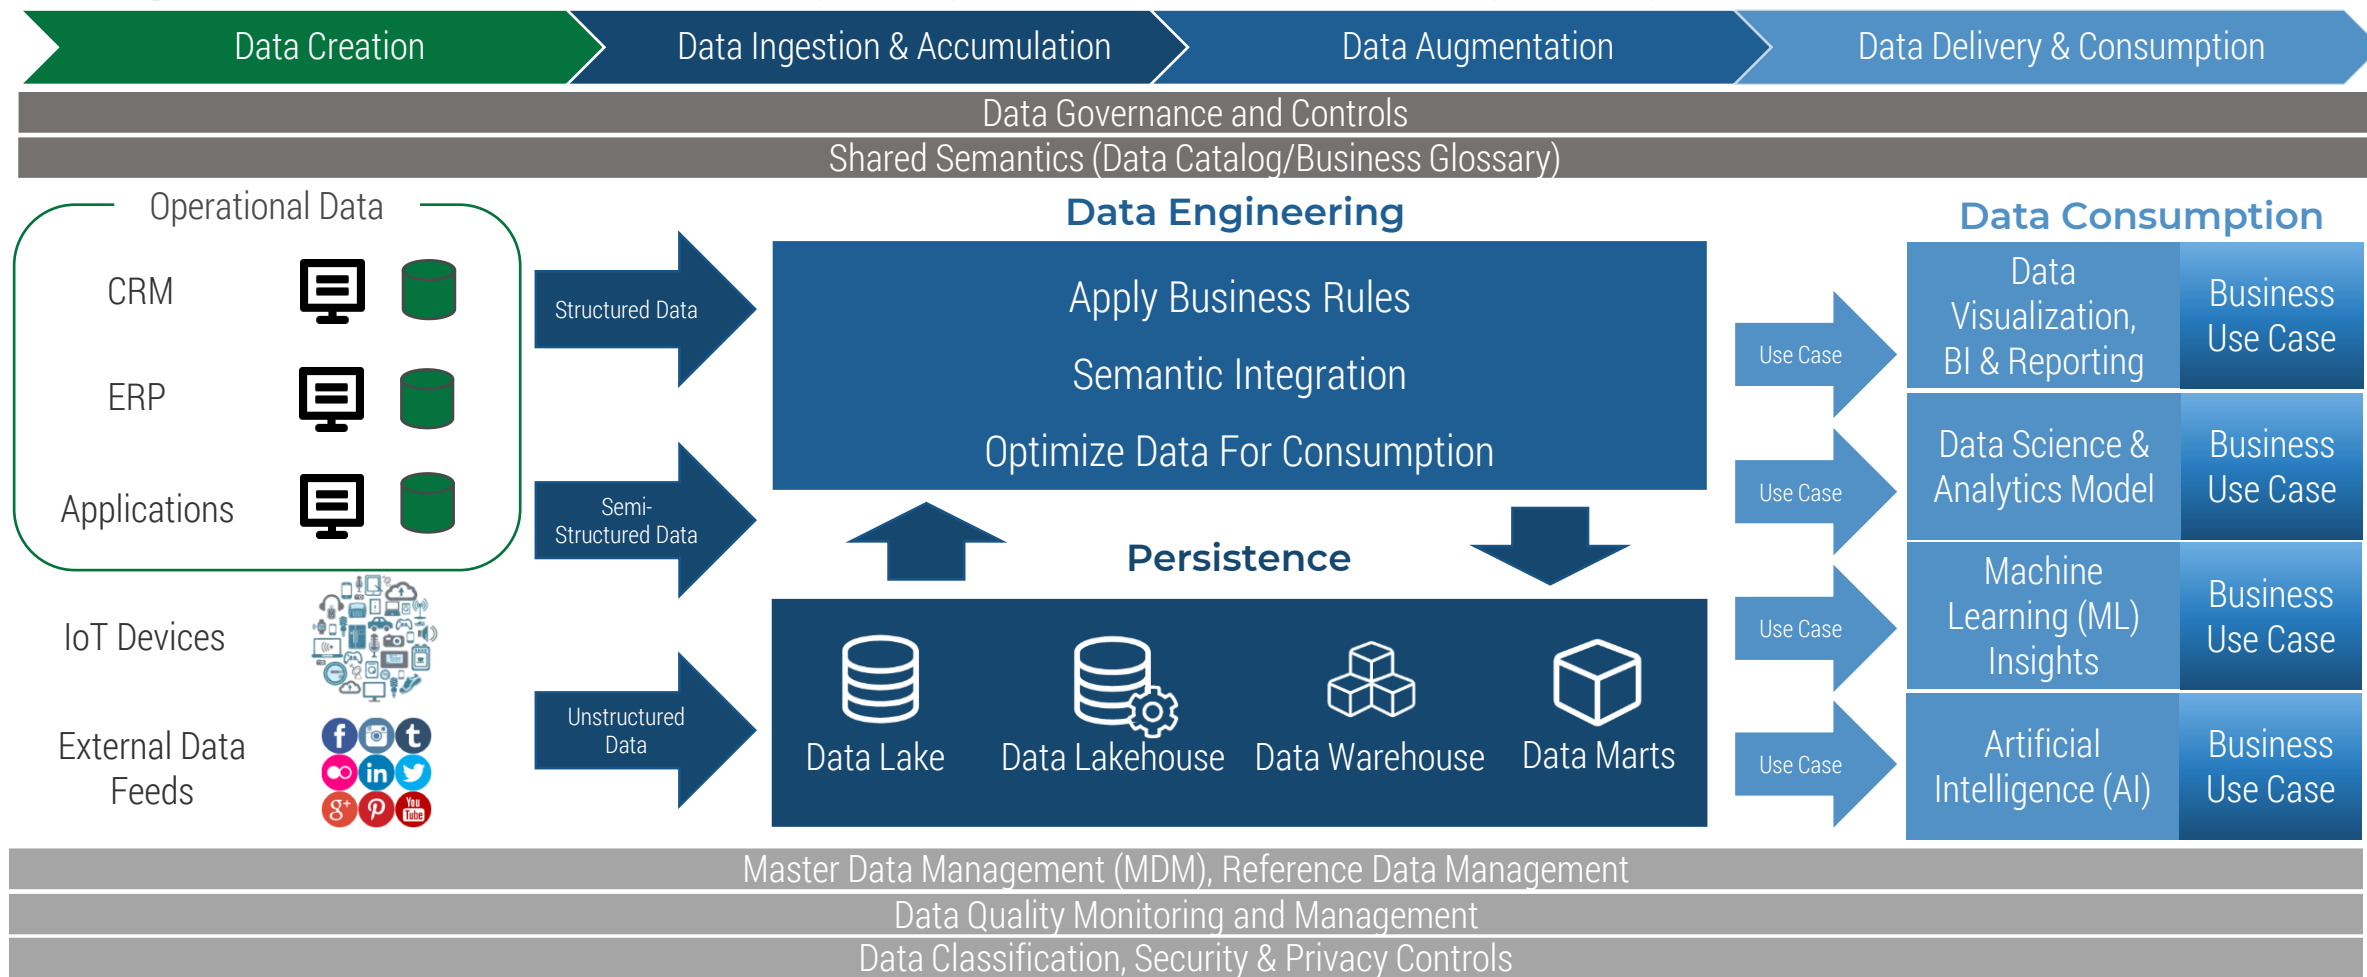 Data Creation
Data Ingestion & Accumulation
Data Augmentation
Data Delivery & Consumption
Data Governance and Controls
Shared Semantics (Data Catalog/Business Glossary)
Operational Data
CRM
ERP
Applications
IoT Devices
External Data
Feeds
f
t
in
g+
You
Tube
Structured Data
Semi-
Structured Data
Unstructured
Data
Data Engineering
Apply Business Rules
Semantic Integration
Optimize Data For Consumption
Persistence
Data Lake
Data Lakehouse
Data Warehouse
Data Marts
Use Case
Use Case
Use Case
Use Case
Data Consumption
Data
Visualization,
BI & Reporting
Business
Use Case
Data Science &
Analytics Model
Business
Use Case
Machine
Learning (ML)
Insights
Business
Use Case
Artificial
Intelligence (AI)
Business
Use Case
Master Data Management (MDM), Reference Data Management
Data Quality Monitoring and Management
Data Classification, Security & Privacy Controls